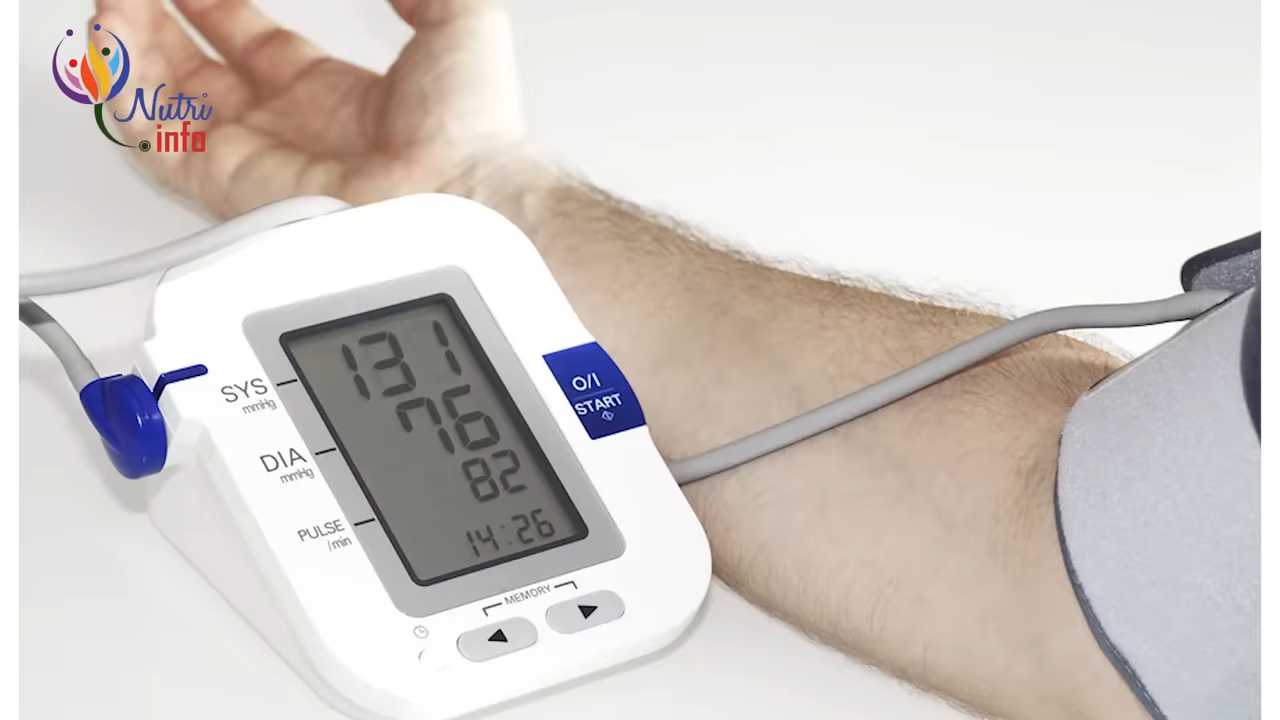 Nutri
info
131
76
82
14:26
SYS
mmHg
DIA
mmHg
PULSE
/min
O/I
START
MEMORY